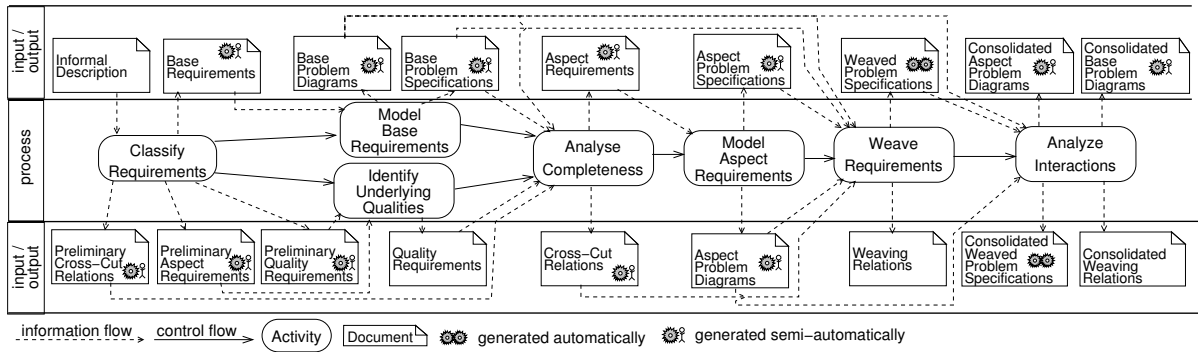 input /
output
Informal
Description
Base
Requirements
Base
Problem
Diagrams
Base
Problem
Specifications
Aspect
Requirements
Aspect
Problem
Specifications
Weaved
Problem
Specifications
Consolidated
Aspect
Problem
Diagrams
Consolidated
Base
Problem
Diagrams
process
Classify
Requirements
Model
Base
Requirements
Identify
Underlying
Qualities
Analyse
Completeness
Model
Aspect
Requirements
Weave
Requirements
Analyze
Interactions
input /
output
Preliminary
Cross−Cut
Relations
Preliminary
Aspect
Requirements
Preliminary
Quality
Requirements
Quality
Requirements
Cross−Cut
Relations
Aspect
Problem
Diagrams
Weaving
Relations
Consolidated
Weaved
Problem
Specifications
Consolidated
Weaving
Relations
information flow
control flow
Activity
Document
generated automatically
generated semi−automatically